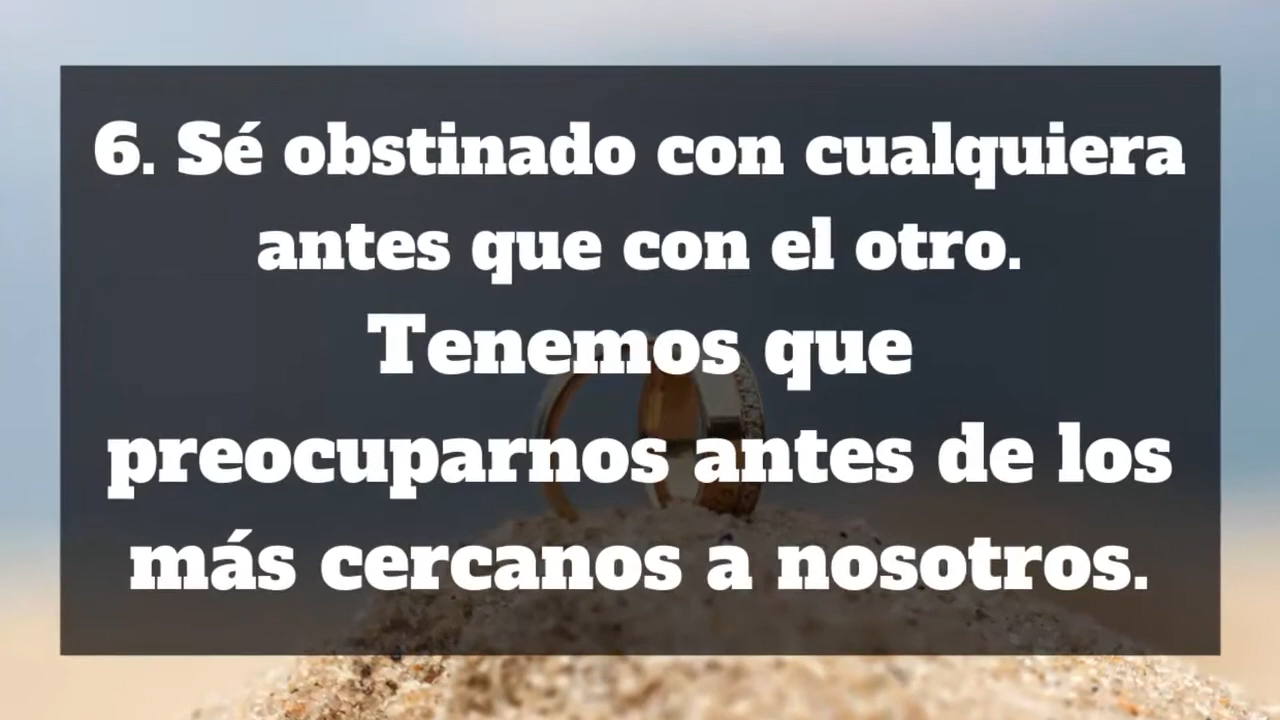 6. Sé obstinado con cualquiera
antes que con el otro.
Tenemos que
preocuparnos antes de los
más cercanos a nosotros.